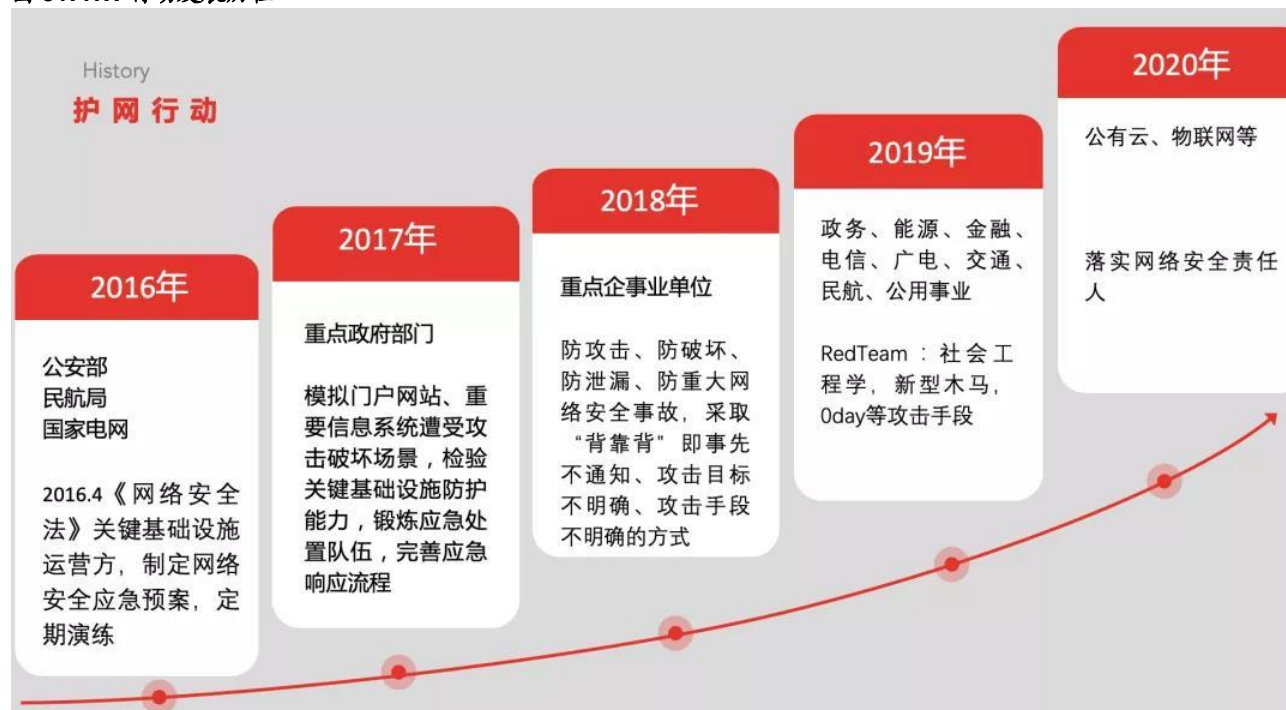 History
护网行动
2016年
公安部
民航局
国家电网
2016.4《网络安全
法》关键基础设施
运营方，制定网络
安全应急预案，定
期演练
2017年
重点政府部门
模拟门户网站、重
要信息系统遭受攻
击破坏场景，检验
关键基础设施防护
能力，锻炼应急处
置队伍，完善应急
响应流程
2018年
重点企事业单位
防攻击、防破坏、
防泄漏、防重大网
络安全事故，采取
“背靠背”即事先
不通知、攻击目标
不明确、攻击手段
不明确的方式
2019年
政务、能源、金融、
电信、广电、交通、
民航、公用事业
RedTeam：社会工
程学，新型木马，
0day等攻击手段
2020年
公有云、物联网等
落实网络安全责任
人